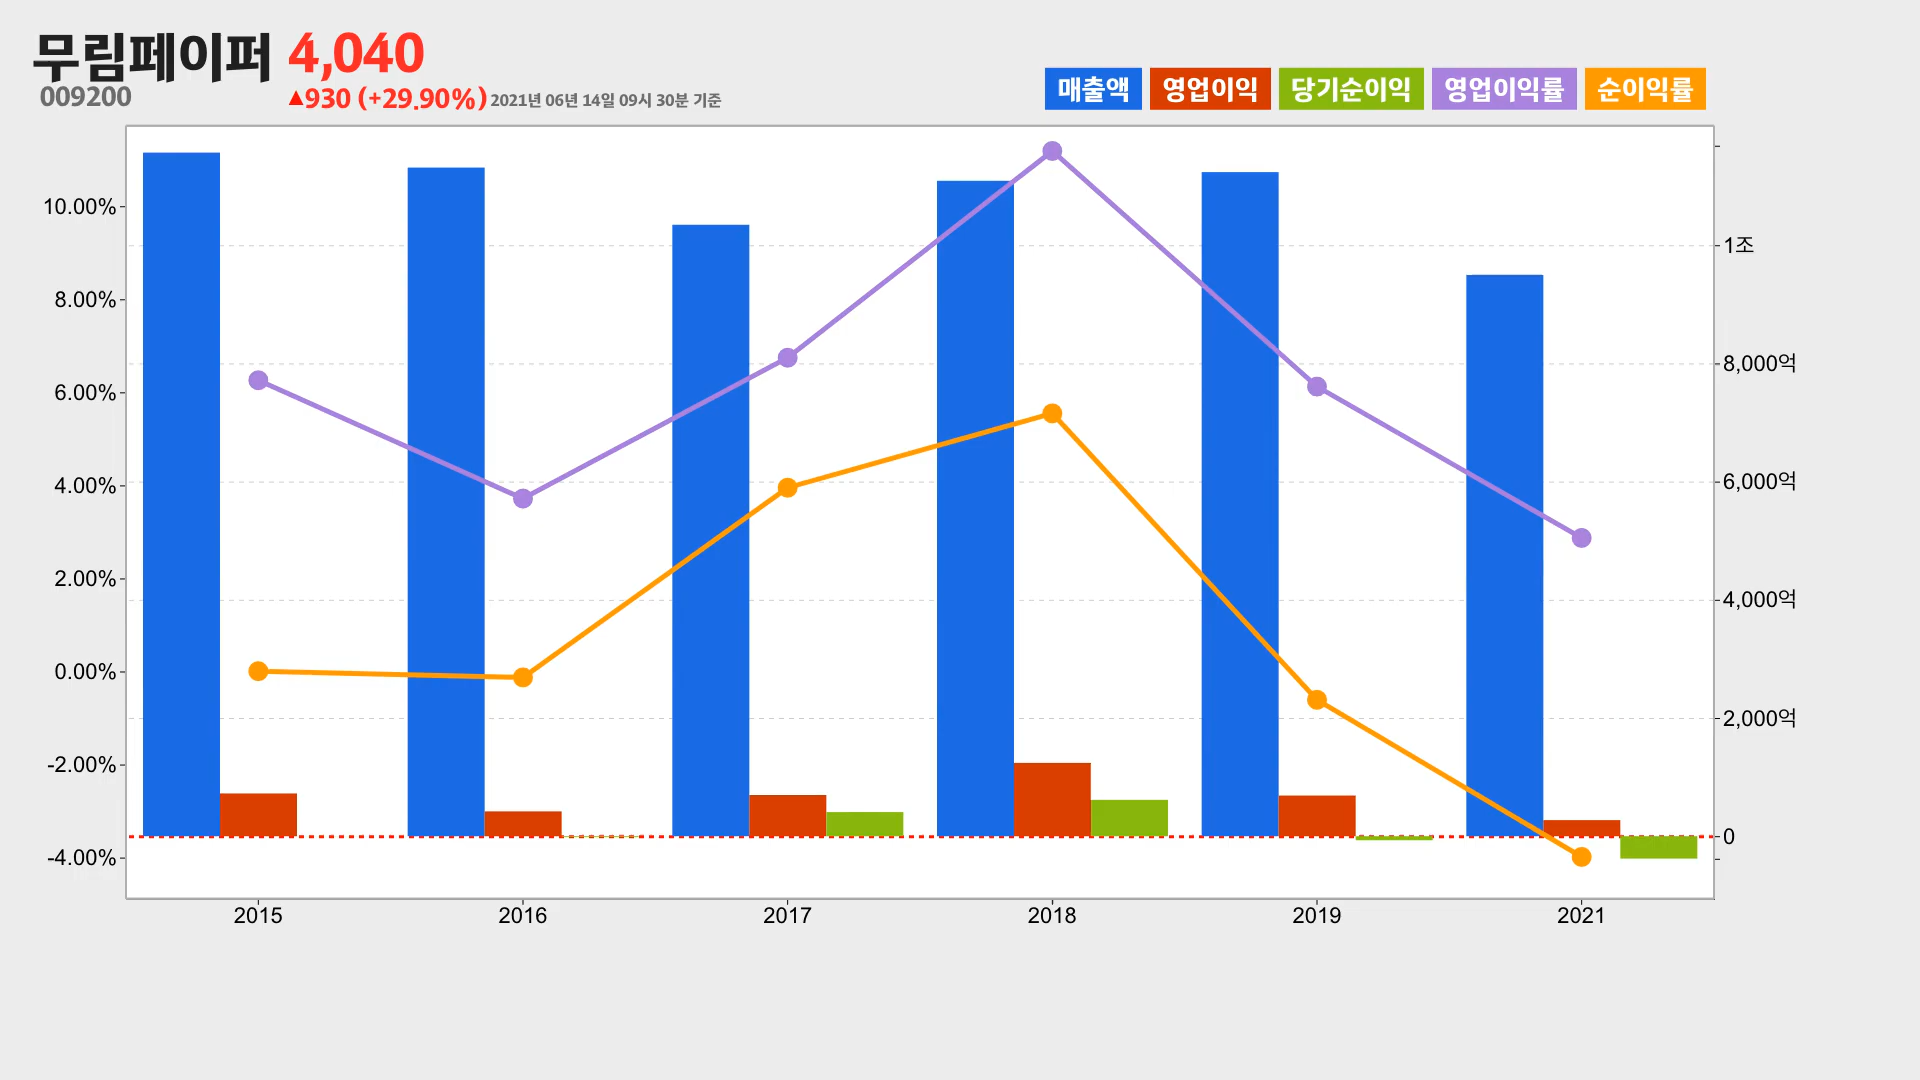 무림페이퍼 4,040
009200
▲930 (+29.90%) 2021년 06년 14일 09시 30분 기준
매출액 영업이익 당기순이익 영업이익률 순이익률
10.00%
8.00%
6.00%
4.00%
2.00%
0.00%
-2.00%
-4.00%
1조
8,000억
6,000억
4,000억
2,000억
0
2015 2016 2017 2018 2019 2021